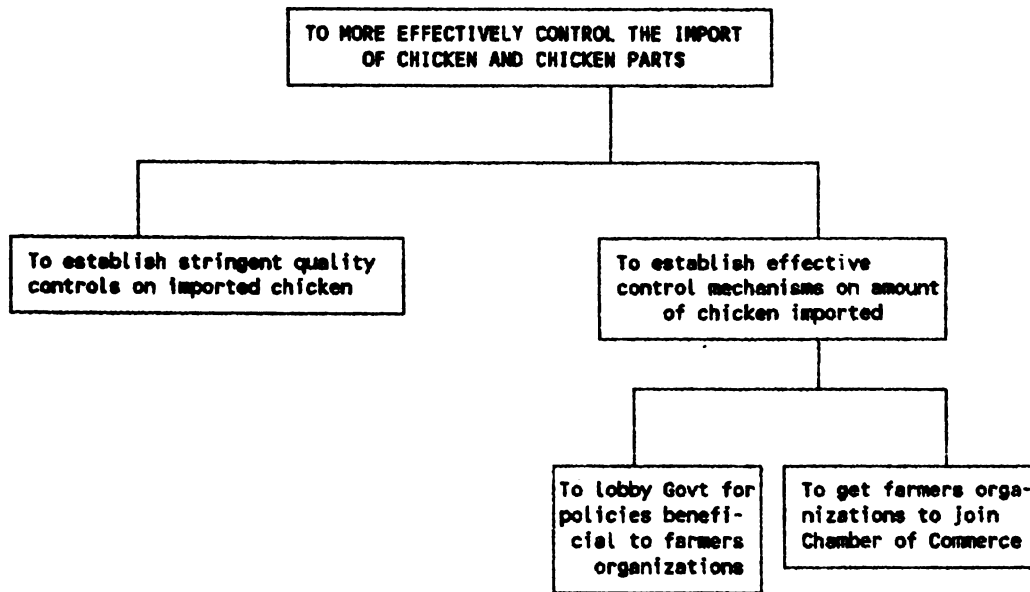 TO MORE EFFECTIVELY CONTROL THE IMPORT
OF CHICKEN AND CHICKEN PARTS
To establish stringent quality
controls on imported chicken
To establish effective
control mechanisms on amount
of chicken imported
To lobby Govt for
policies benefi-
cial to farmers
organizations
To get farmers orga-
nizations to join
Chamber of Commerce